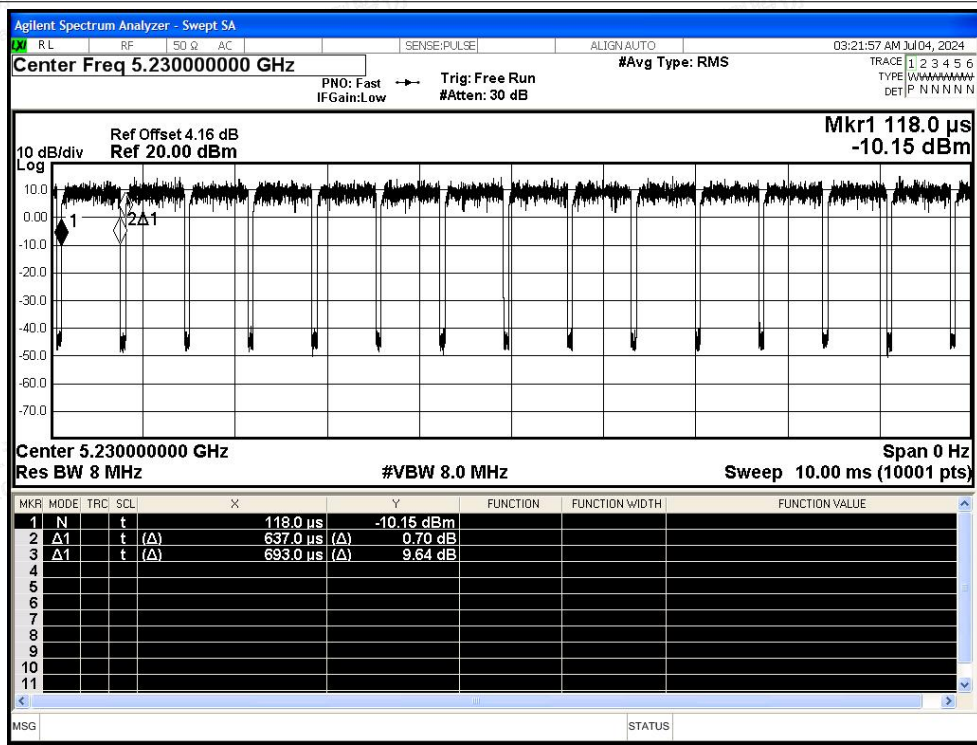 Agilent Spectrum Analyzer - Swept SA
LXI RL RF 50 Ω AC SENSE:PULSE ALIGN AUTO 03:21:57 AM Jul 04, 2024
Center Freq 5.230000000 GHz
PNO: Fast
IFGain:Low
Trig: Free Run
#Atten: 30 dB
#Avg Type: RMS
TRACE 1 2 3 4 5 6
TYPE W
DET P N N N N N
Mkr1 118.0 µs
-10.15 dBm
Ref Offset 4.16 dB
10 dB/div Ref 20.00 dBm
Log
10.0
0.00
-10.0
-20.0
-30.0
-40.0
-50.0
-60.0
-70.0
1
2Δ1
Center 5.230000000 GHz Span 0 Hz
Res BW 8 MHz #VBW 8.0 MHz Sweep 10.00 ms (10001 pts)
MKR MODE TRC SCL X Y FUNCTION FUNCTION WIDTH FUNCTION VALUE
1 N t 118.0 µs -10.15 dBm
2 Δ1 t (Δ) 637.0 µs (Δ) 0.70 dB
3 Δ1 t (Δ) 693.0 µs (Δ) 9.64 dB
4
5
6
7
8
9
10
11
MSG STATUS